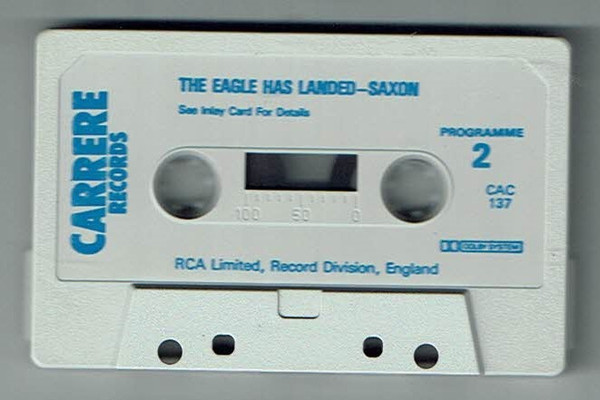 THE EAGLE HAS LANDED–SAXON
See Inlay Card For Details
CARRERE
RECORDS
PROGRAMME
2
CAC
137
100 50 0
DOLBY SYSTEM
RCA Limited, Record Division, England